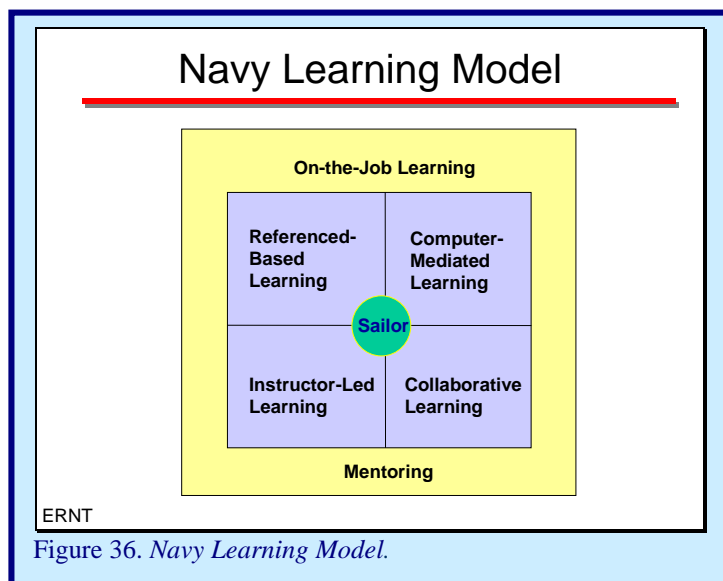 Navy Learning Model
On-the-Job Learning
Referenced-
Based
Learning
Computer-
Mediated
Learning
Sailor
Instructor-Led
Learning
Collaborative
Learning
Mentoring
ERNT
Figure 36. Navy Learning Model.